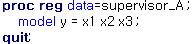 proc reg data=supervisor_A;
model y = x1 x2 x3;
quit;